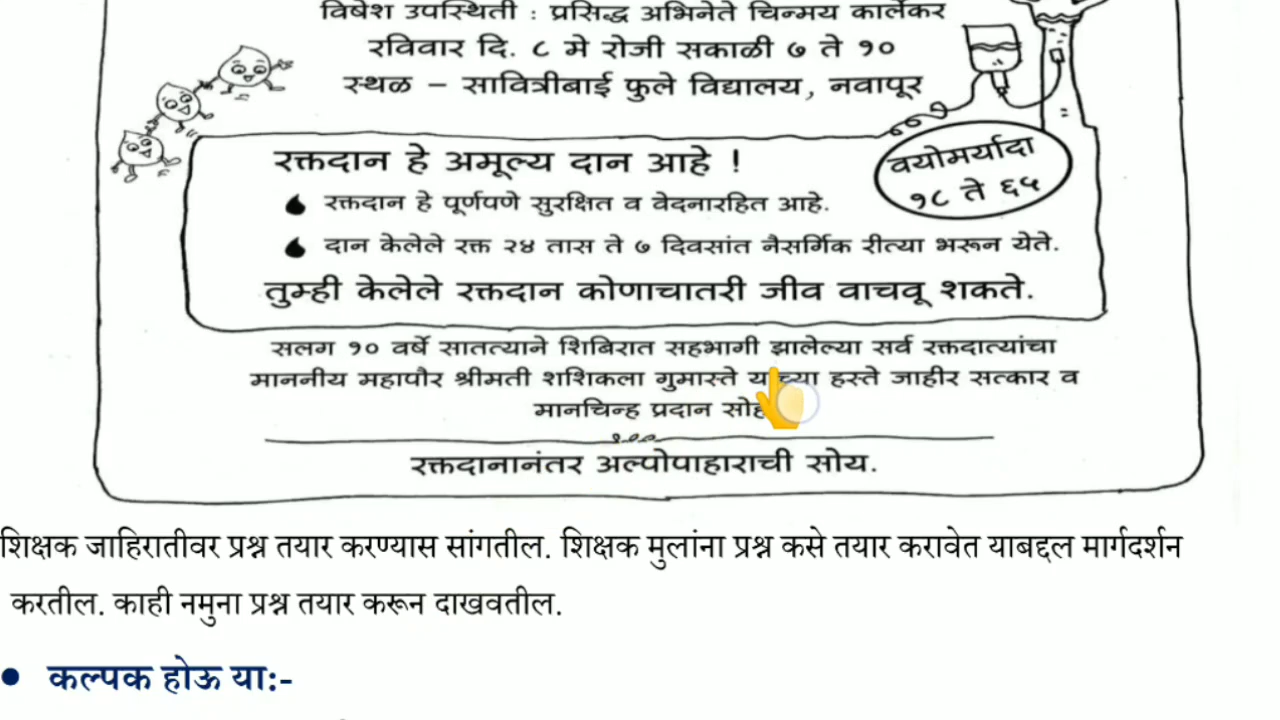 विषेश उपस्थिती : प्रसिद्ध अभिनेते चिन्मय कार्लेकर
रविवार दि. ८ मे रोजी सकाळी ७ ते १०
स्थळ – सावित्रीबाई फुले विद्यालय, नवापूर
वयोमर्यादा
१८ ते ६५
रक्तदान हे अमूल्य दान आहे !
रक्तदान हे पूर्णपणे सुरक्षित व वेदनारहित आहे.
दान केलेले रक्त २४ तास ते ७ दिवसांत नैसर्गिक रीत्या भरून येते.
तुम्ही केलेले रक्तदान कोणाचातरी जीव वाचवू शकते.
सलग १० वर्षे सातत्याने शिबिरात सहभागी झालेल्या सर्व रक्तदात्यांचा
माननीय महापौर श्रीमती शशिकला गुमास्ते हस्ते जाहीर सत्कार व
मानचिन्ह प्रदान
रक्तदानानंतर अल्पोपाहाराची सोय.
शिक्षक जाहिरातीवर प्रश्न तयार करण्यास सांगतील. शिक्षक मुलांना प्रश्न कसे तयार करावेत याबद्दल मार्गदर्शन
करतील. काही नमुना प्रश्न तयार करून दाखवतील.
• कल्पक होऊ या:-